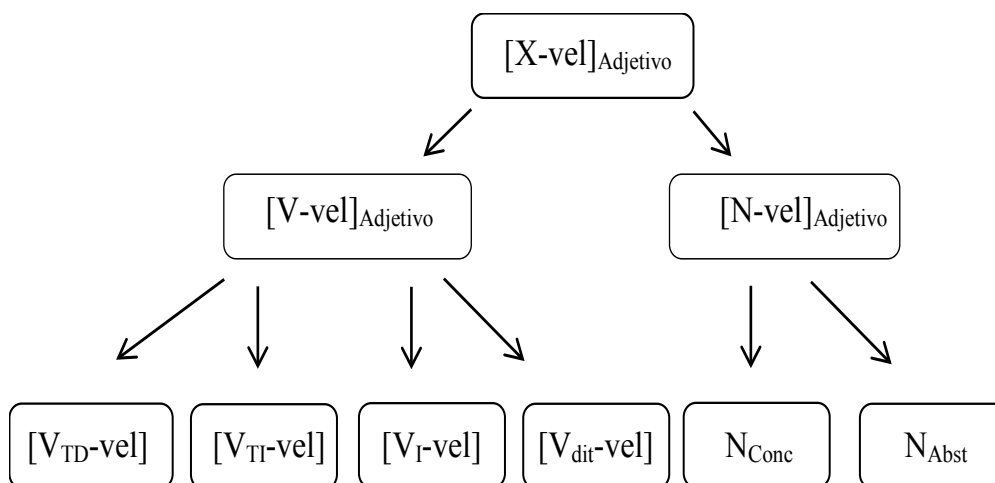 [X-vel]Adjetivo
[V-vel]Adjetivo [N-vel]Adjetivo
[VTD-vel] [VTI-vel] [VI-vel] [Vdit-vel] NConc NAbst